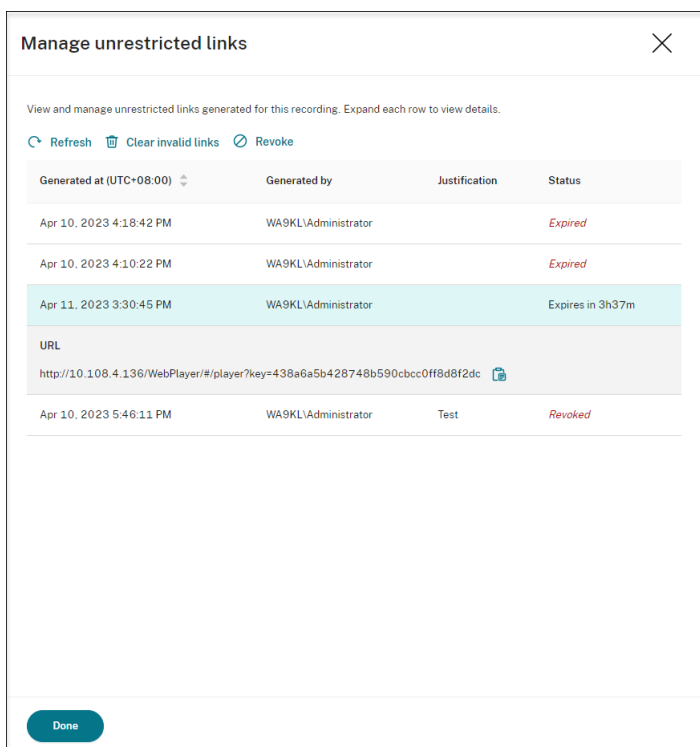 Manage unrestricted links
View and manage unrestricted links generated for this recording. Expand each row to view details.
Refresh Clear invalid links Revoke
Generated at (UTC+08:00) Generated by Justification Status
Apr 10, 2023 4:18:42 PM WA9KL\Administrator Expired
Apr 10, 2023 4:10:22 PM WA9KL\Administrator Expired
Apr 11, 2023 3:30:45 PM WA9KL\Administrator Expires in 3h37m
URL
http://10.108.4.136/WebPlayer/#/player?key=438a6a5b428748b590cbcc0ff8d8f2dc
Apr 10, 2023 5:46:11 PM WA9KL\Administrator Test Revoked
Done